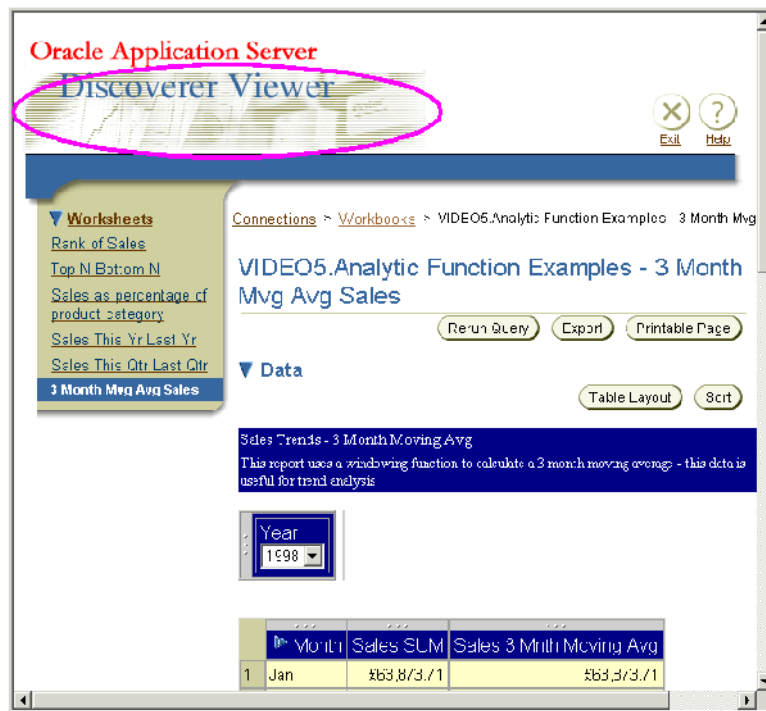 Oracle Application Server
Discoverer Viewer
Exit
Help
Worksheets
Rank of Sales
Top N Bottom N
Sales as percentage of
product category
Sales This Yr Last Yr
Sales This Qtr Last Qtr
3 Month Mvg Avg Sales
Connections > Workbooks > VIDEO5.Analytic Function Examples - 3 Month Mvg
VIDEO5.Analytic Function Examples - 3 Month
Mvg Avg Sales
Rerun Query
Export
Printable Page
Data
Table Layout
Sort
Sales Trends - 3 Month Moving Avg
This report uses a windowing function to calculate a 3 month moving average - this data is
useful for trend analysis
Year
1998
Month Sales SUM Sales 3 Mnth Moving Avg
1 Jan £63,873.71 £63,873.71